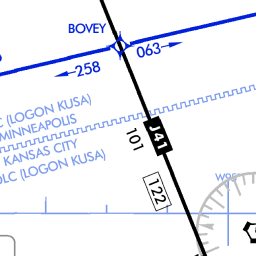 BOVEY
063
258
C (LOGON KUSA)
MINNEAPOLIS
KANSAS CITY
DLC (LOGON KUSA)
J41
101
122